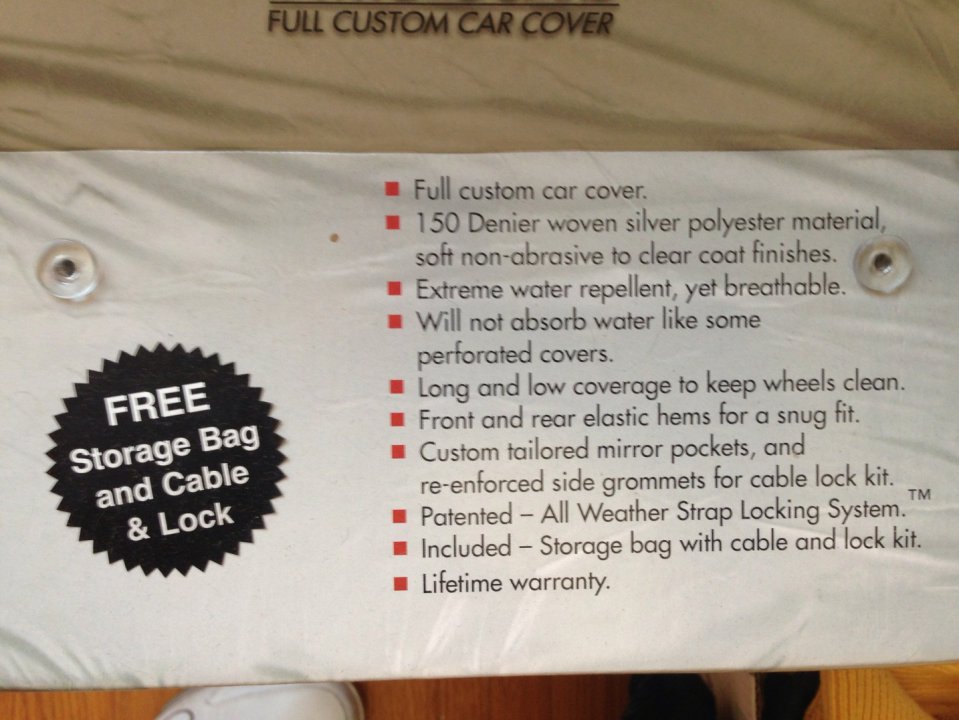 FULL CUSTOM CAR COVER
■ Full custom car cover.
■ 150 Denier woven silver polyester material,
soft non-abrasive to clear coat finishes.
■ Extreme water repellent, yet breathable.
■ Will not absorb water like some
perforated covers.
■ Long and low coverage to keep wheels clean.
■ Front and rear elastic hems for a snug fit.
■ Custom tailored mirror pockets, and
re-enforced side grommets for cable lock kit.
■ Patented – All Weather Strap Locking System.™
■ Included – Storage bag with cable and lock kit.
■ Lifetime warranty.
FREE
Storage Bag
and Cable
& Lock